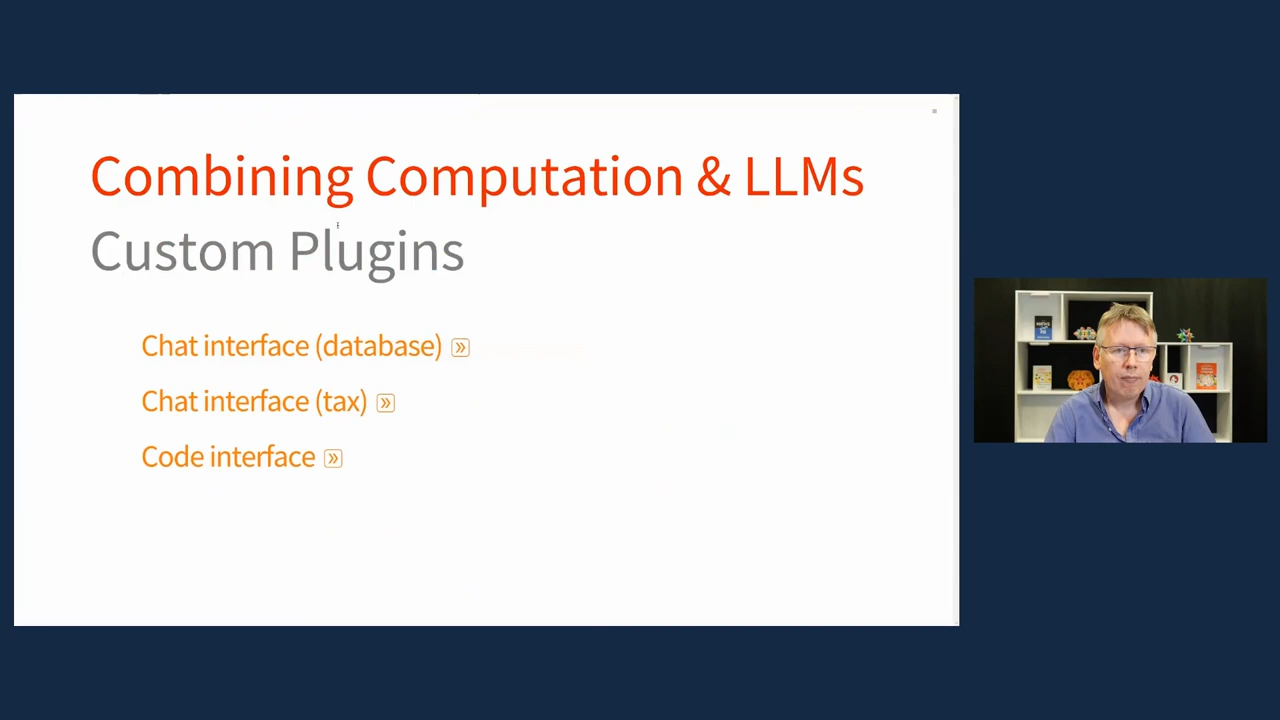 Combining Computation & LLMs
Custom Plugins
Chat interface (database)
Chat interface (tax)
Code interface